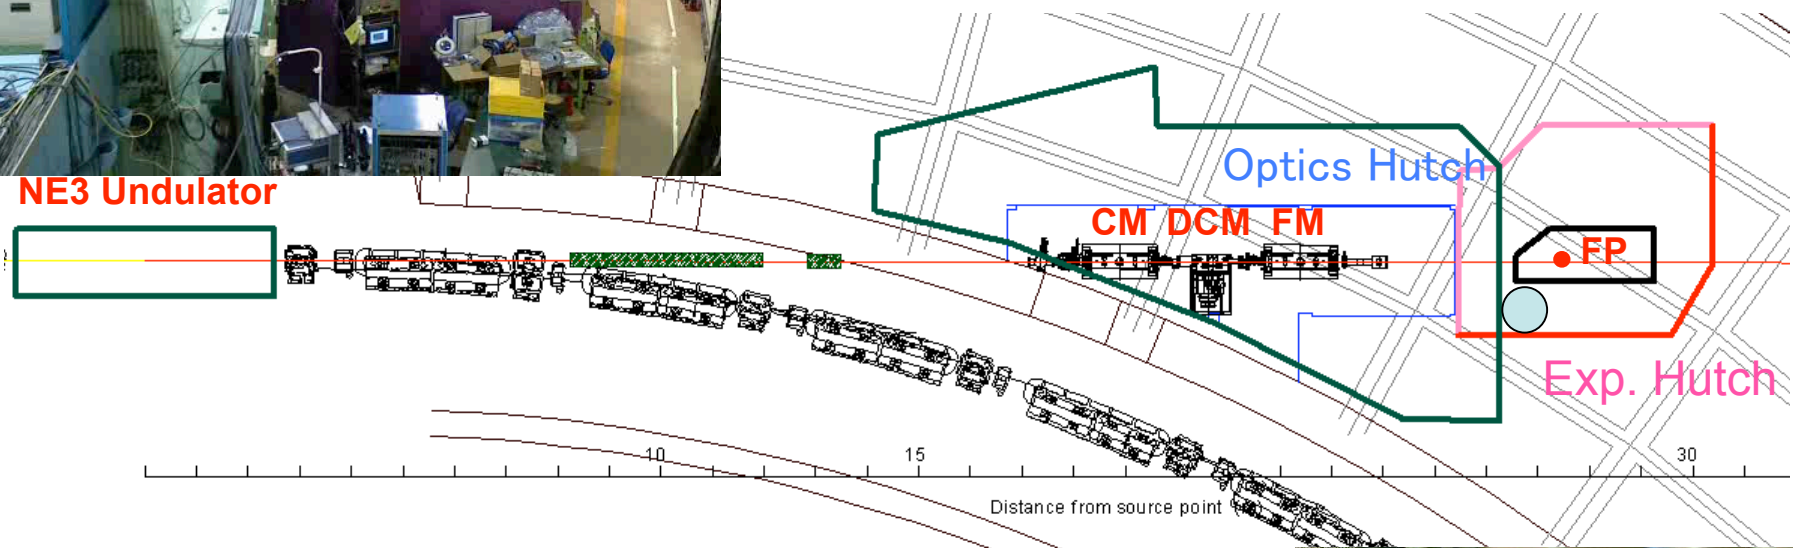 NE3 Undulator
Optics Hutch
CM DCM FM
FP
Exp. Hutch
10 15 30
Distance from source point